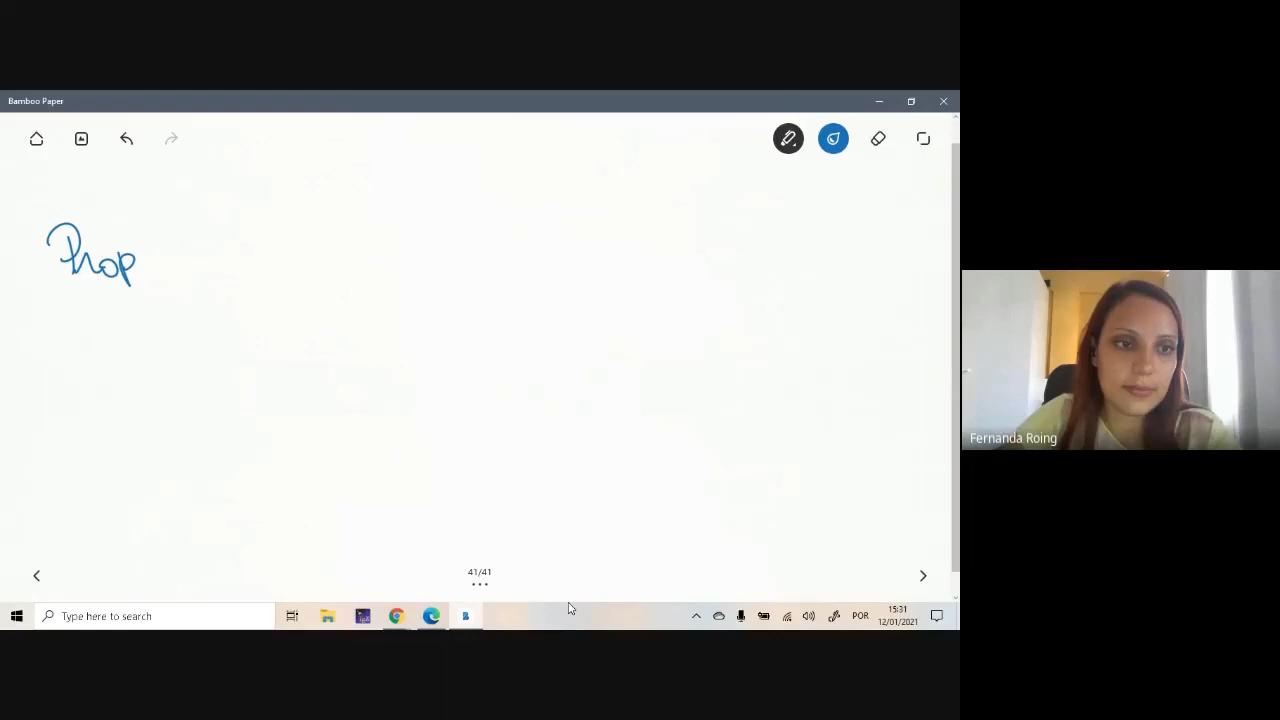 Bamboo Paper
Prop
Fernanda Roing
41/41
Type here to search
POR
15:31
12/01/2021